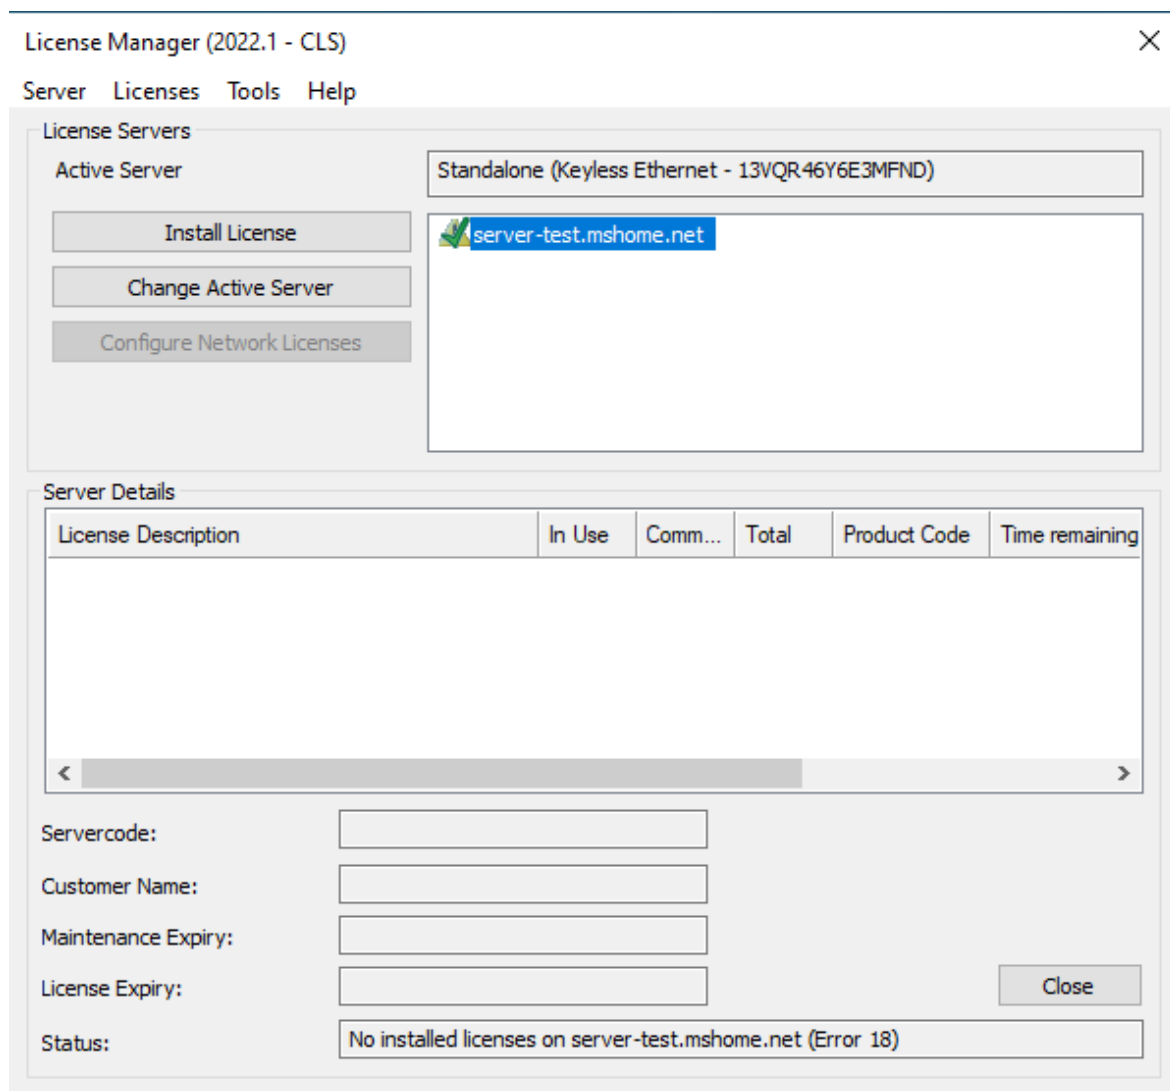 License Manager (2022.1 - CLS)
Server Licenses Tools Help
License Servers
Active Server
Standalone (Keyless Ethernet - 13VQR46Y6E3MFND)
Install License
server-test.mshome.net
Change Active Server
Configure Network Licenses
Server Details
License Description In Use Comm... Total Product Code Time remaining
Servercode:
Customer Name:
Maintenance Expiry:
License Expiry:
Close
Status:
No installed licenses on server-test.mshome.net (Error 18)